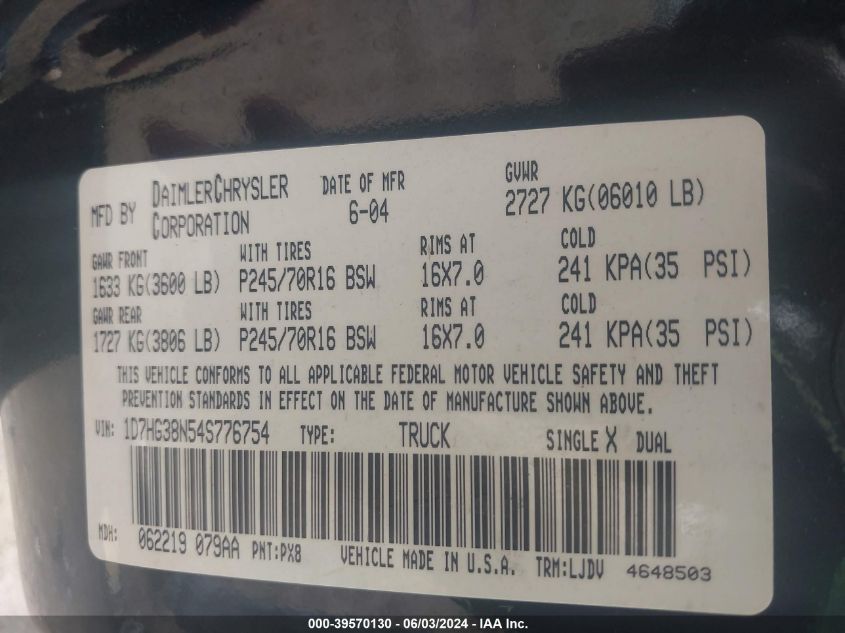 MFD BY DAIMLERCHRYSLER CORPORATION DATE OF MFR 6-04 GVWR 2727 KG(06010 LB)
GAWR FRONT WITH TIRES RIMS AT COLD
1633 KG(3600 LB) P245/70R16 BSW 16X7.0 241 KPA(35 PSI)
GAWR REAR WITH TIRES RIMS AT COLD
1727 KG(3806 LB) P245/70R16 BSW 16X7.0 241 KPA(35 PSI)
THIS VEHICLE CONFORMS TO ALL APPLICABLE FEDERAL MOTOR VEHICLE SAFETY AND THEFT
PREVENTION STANDARDS IN EFFECT ON THE DATE OF MANUFACTURE SHOWN ABOVE.
VIN: 1D7HG38N54S776754 TYPE: TRUCK SINGLE X DUAL
MDH: 062219 079AA PNT:PX8 VEHICLE MADE IN U.S.A. TRM:LJDV 4648503
000-39570130 - 06/03/2024 - IAA Inc.